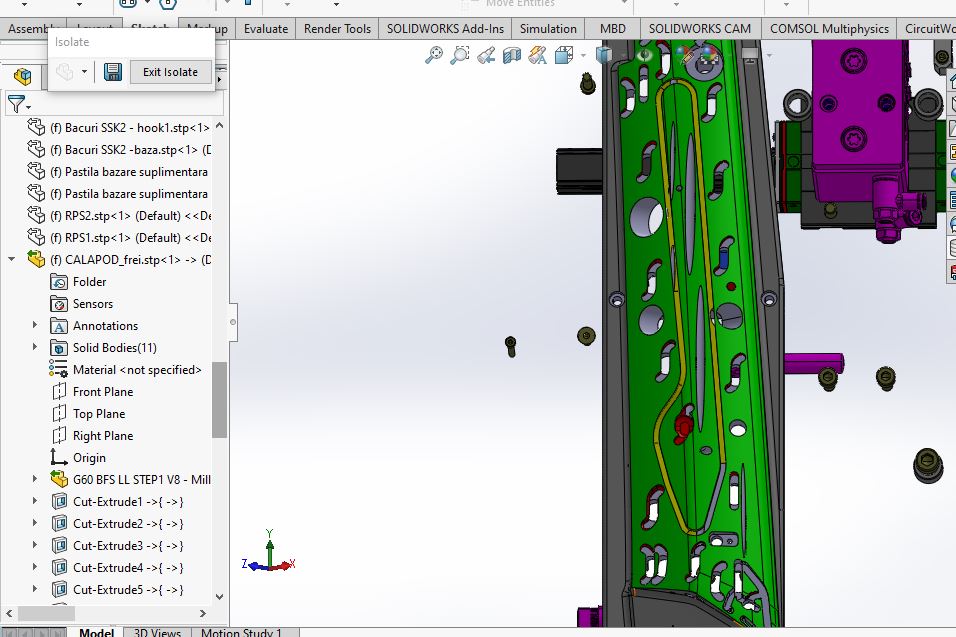 Move Entities
Evaluate
Render Tools
SOLIDWORKS Add-Ins
Simulation
MBD
SOLIDWORKS CAM
COMSOL Multiphysics
CircuitWo
Isolate
Exit Isolate
(f) Bacuri SSK2 - hook1.stp<1>
(f) Bacuri SSK2 -baza.stp<1> (D
(f) Pastila bazare suplimentara
(f) Pastila bazare suplimentara
(f) RPS2.stp<1> (Default) <<De
(f) RPS1.stp<1> (Default) <<De
(f) CALAPOD_frei.stp<1> -> (D
Folder
Sensors
Annotations
Solid Bodies(11)
Material <not specified>
Front Plane
Top Plane
Right Plane
Origin
G60 BFS LL STEP1 V8 - Mill
Cut-Extrude1 ->{ ->}
Cut-Extrude2 ->{ ->}
Cut-Extrude3 ->{ ->}
Cut-Extrude4 ->{ ->}
Cut-Extrude5 ->{ ->}
Y
Z
X
Model
3D Views
Motion Study 1